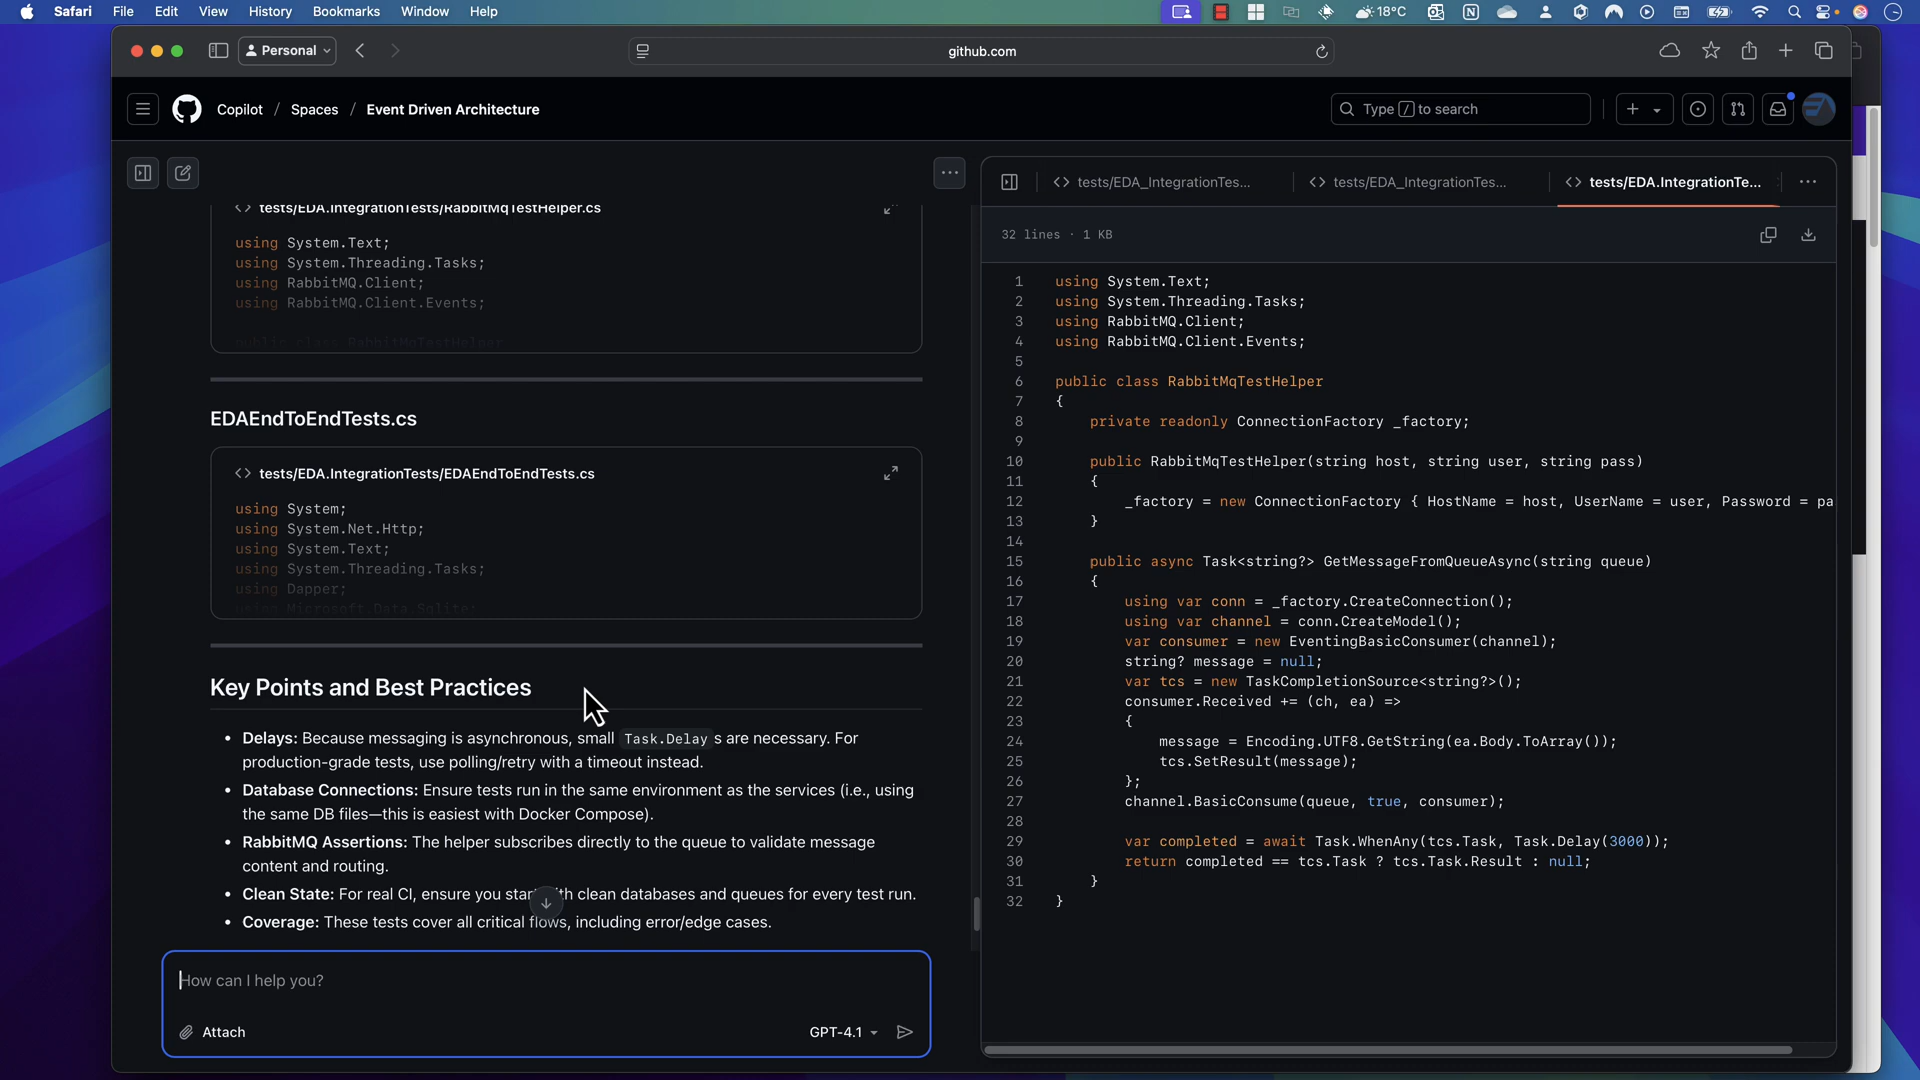 Safari File Edit View History Bookmarks Window Help 18°C
Personal github.com
Copilot / Spaces / Event Driven Architecture Type / to search
tests/EDA.IntegrationTests/RabbitMqTestHelper.cs
using System.Text;
using System.Threading.Tasks;
using RabbitMQ.Client;
using RabbitMQ.Client.Events;
public class RabbitMqTestHelper
EDAEndToEndTests.cs
tests/EDA.IntegrationTests/EDAEndToEndTests.cs
using System;
using System.Net.Http;
using System.Text;
using System.Threading.Tasks;
using Dapper;
using Microsoft.Data.Sqlite;
Key Points and Best Practices
• Delays: Because messaging is asynchronous, small Task.Delay s are necessary. For
production-grade tests, use polling/retry with a timeout instead.
• Database Connections: Ensure tests run in the same environment as the services (i.e., using
the same DB files—this is easiest with Docker Compose).
• RabbitMQ Assertions: The helper subscribes directly to the queue to validate message
content and routing.
• Clean State: For real CI, ensure you start with clean databases and queues for every test run.
• Coverage: These tests cover all critical flows, including error/edge cases.
How can I help you?
Attach GPT-4.1
tests/EDA_IntegrationTes... tests/EDA_IntegrationTes... tests/EDA.IntegrationTe...
32 lines · 1 KB
1 using System.Text;
2 using System.Threading.Tasks;
3 using RabbitMQ.Client;
4 using RabbitMQ.Client.Events;
5
6 public class RabbitMqTestHelper
7 {
8 private readonly ConnectionFactory _factory;
9
10 public RabbitMqTestHelper(string host, string user, string pass)
11 {
12 _factory = new ConnectionFactory { HostName = host, UserName = user, Password = pa
13 }
14
15 public async Task<string?> GetMessageFromQueueAsync(string queue)
16 {
17 using var conn = _factory.CreateConnection();
18 using var channel = conn.CreateModel();
19 var consumer = new EventingBasicConsumer(channel);
20 string? message = null;
21 var tcs = new TaskCompletionSource<string?>();
22 consumer.Received += (ch, ea) =>
23 {
24 message = Encoding.UTF8.GetString(ea.Body.ToArray());
25 tcs.SetResult(message);
26 };
27 channel.BasicConsume(queue, true, consumer);
28
29 var completed = await Task.WhenAny(tcs.Task, Task.Delay(3000));
30 return completed == tcs.Task ? tcs.Task.Result : null;
31 }
32 }